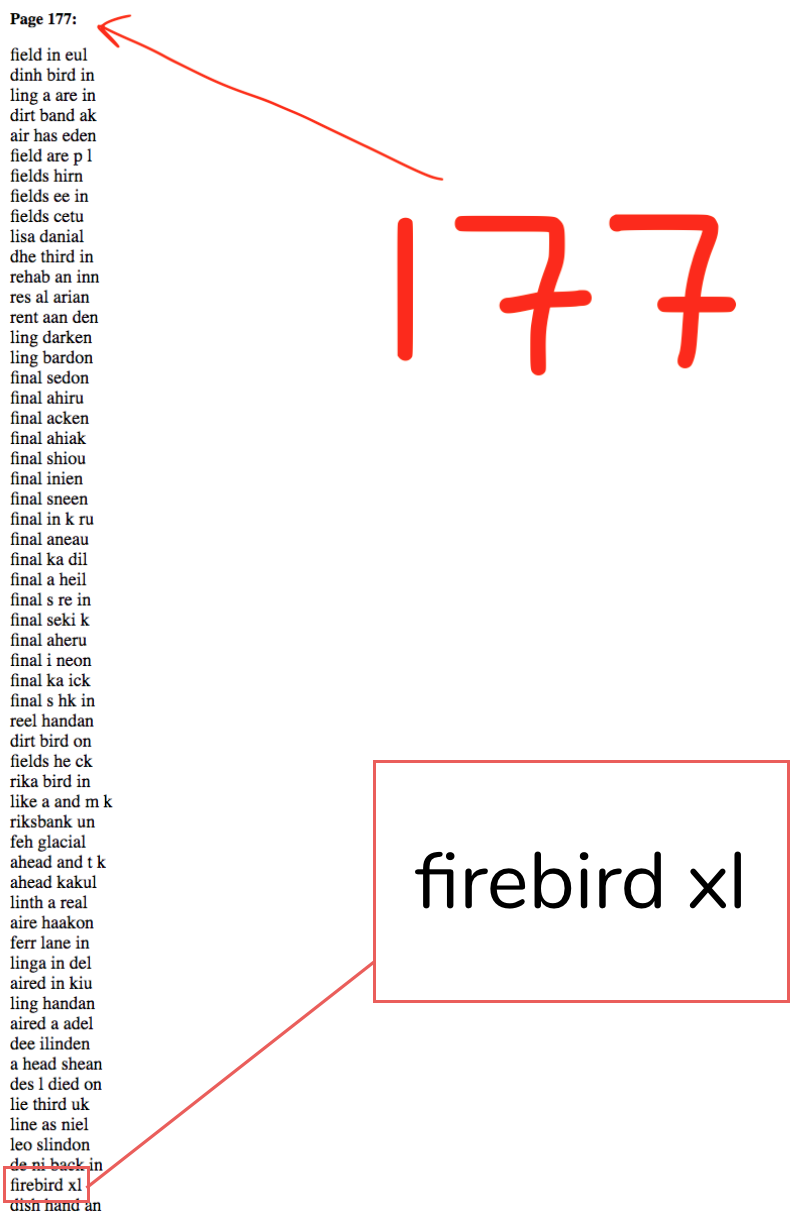 Page 177:
field in eul
dinh bird in
ling a are in
dirt band ak
air has eden
field are p l
fields hirn
fields ee in
fields cetu
lisa danial
dhe third in
rehab an inn
res al arian
rent aan den
ling darken
ling bardon
final sedon
final ahiru
final acken
final ahiak
final shiou
final inien
final sneen
final in k ru
final aneau
final ka dil
final a heil
final s re in
final seki k
final aheru
final i neon
final ka ick
final s hk in
reel handan
dirt bird on
fields he ck
rika bird in
like a and m k
riksbank un
feh glacial
ahead and t k
ahead kakul
linth a real
aire haakon
ferr lane in
linga in del
aired in kiu
ling handan
aired a adel
dee ilinden
a head shean
des l died on
lie third uk
line as niel
leo slindon
de ni back in
firebird xl
dish hand an
177
firebird xl